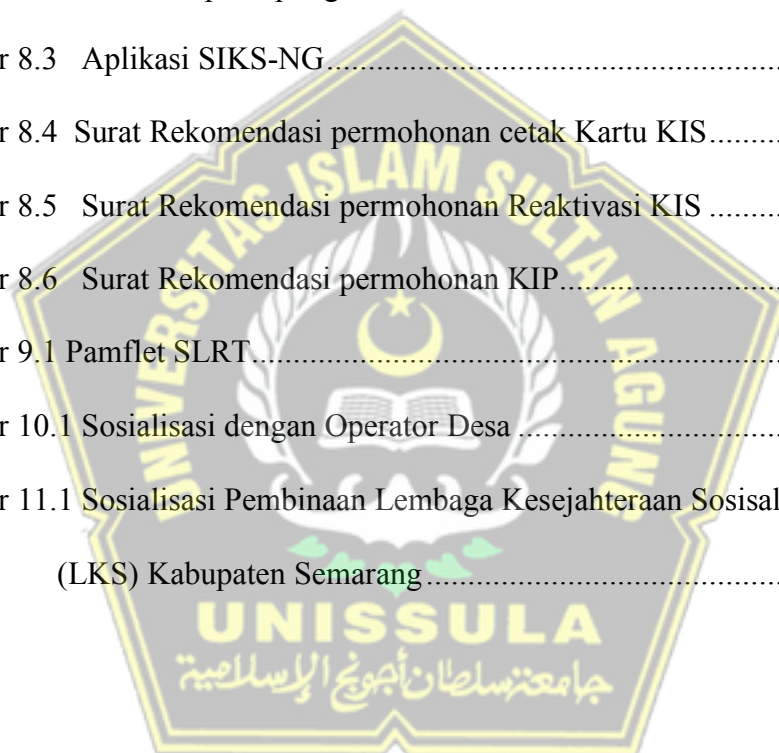 r 8.3 Aplikasi SIKS-NG
r 8.4 Surat Rekomendasi permohonan cetak Kartu KIS
r 8.5 Surat Rekomendasi permohonan Reaktivasi KIS
r 8.6 Surat Rekomendasi permohonan KIP
r 9.1 Pamflet SLRT
r 10.1 Sosialisasi dengan Operator Desa
r 11.1 Sosialisasi Pembinaan Lembaga Kesejahteraan Sosisal
(LKS) Kabupaten Semarang
UNIVERSITAS ISLAM SULTAN AGUNG
UNISSULA
جامعة سلطان أجونج الإسلامية